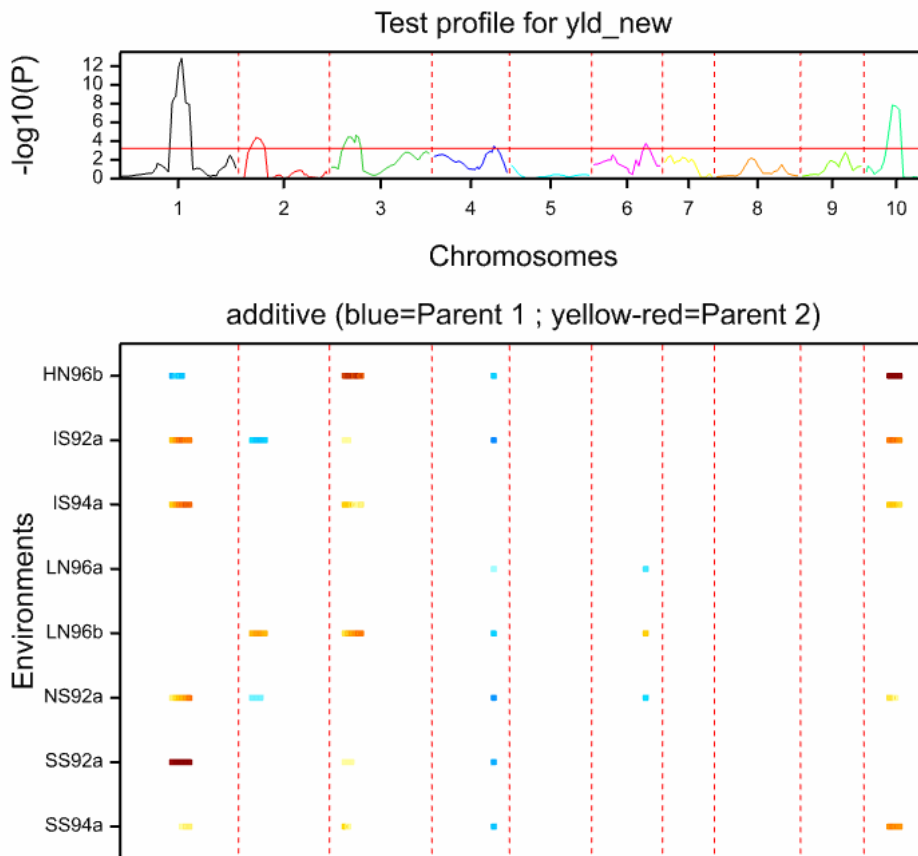 Test profile for yld_new
-log10(P)
12
10
8
6
4
2
0
1 2 3 4 5 6 7 8 9 10
Chromosomes
additive (blue=Parent 1 ; yellow-red=Parent 2)
Environments
HN96b
IS92a
IS94a
LN96a
LN96b
NS92a
SS92a
SS94a